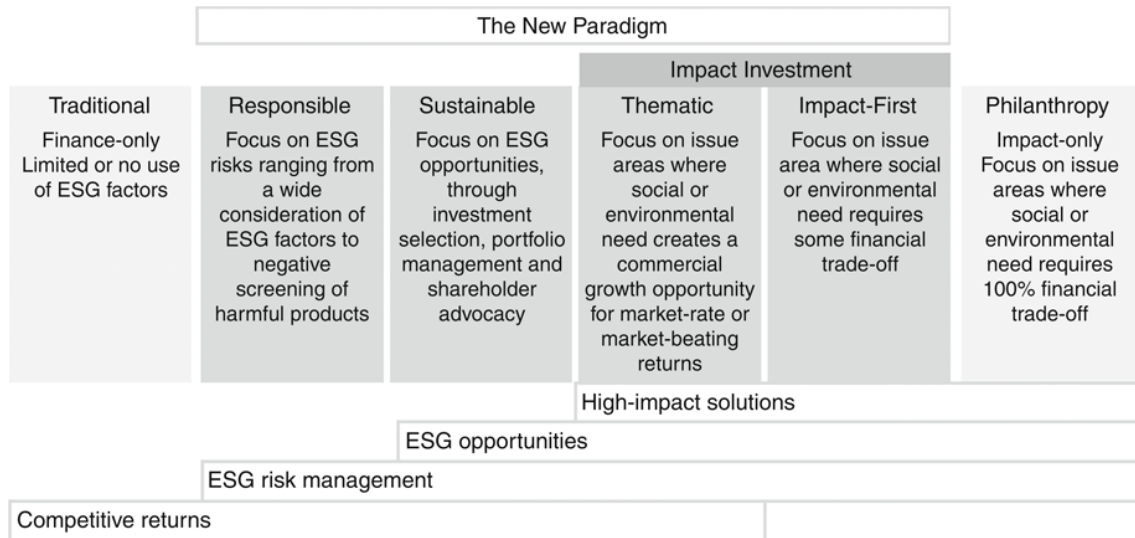 The New Paradigm
Impact Investment
Traditional
Finance-only
Limited or no use
of ESG factors
Responsible
Focus on ESG
risks ranging from
a wide
consideration of
ESG factors to
negative
screening of
harmful products
Sustainable
Focus on ESG
opportunities,
through
investment
selection, portfolio
management and
shareholder
advocacy
Thematic
Focus on issue
areas where
social or
environmental
need creates a
commercial
growth opportunity
for market-rate or
market-beating
returns
Impact-First
Focus on issue
area where social
or environmental
need requires
some financial
trade-off
Philanthropy
Impact-only
Focus on issue
areas where
social or
environmental
need requires
100% financial
trade-off
High-impact solutions
ESG opportunities
ESG risk management
Competitive returns